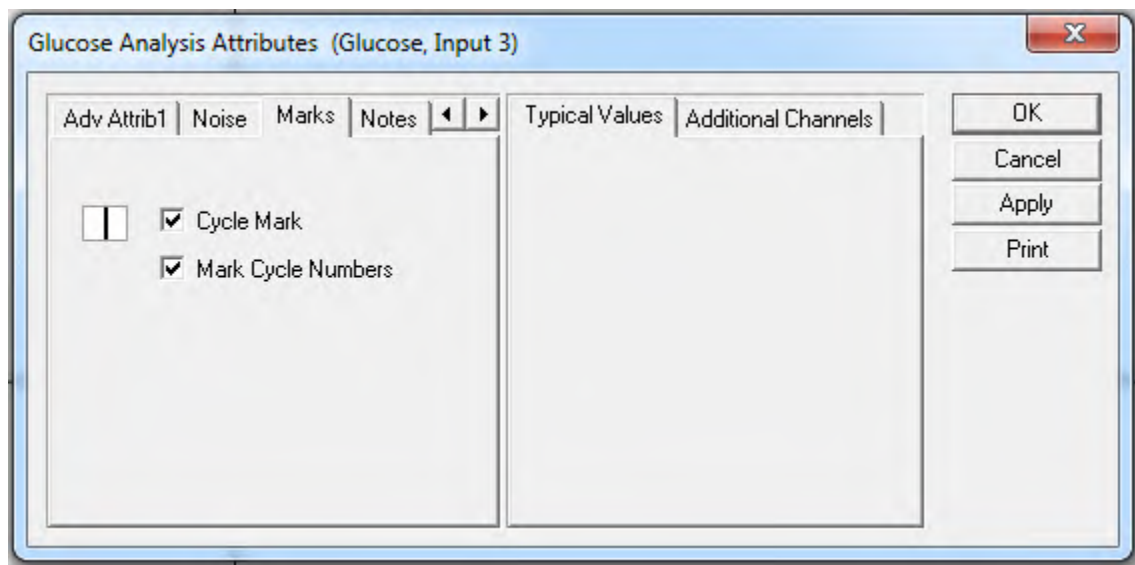 Glucose Analysis Attributes (Glucose, Input 3)
Adv Attrib1 Noise Marks Notes
Typical Values Additional Channels
OK
Cancel
Apply
Print
Cycle Mark
Mark Cycle Numbers